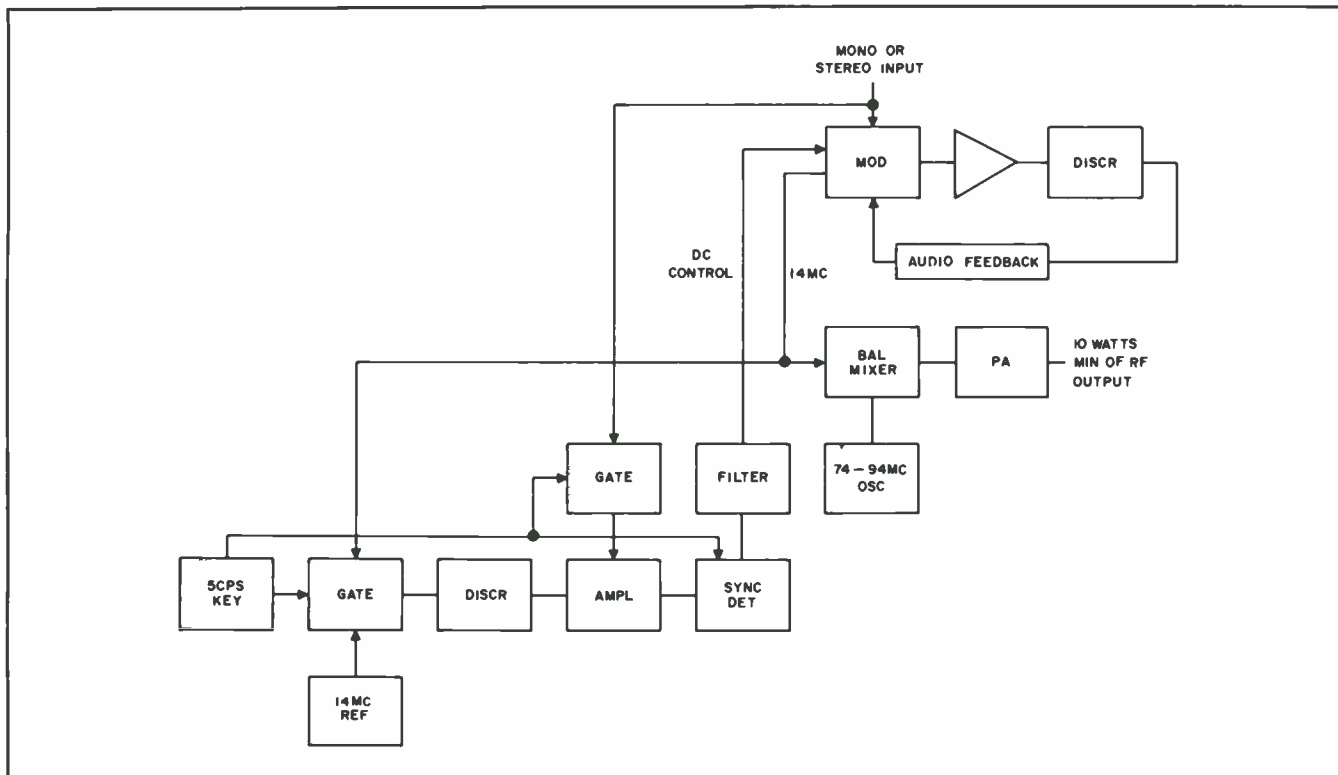 MONO OR
STEREO INPUT
MOD
DISCR
DC
CONTROL
14MC
AUDIO FEEDBACK
BAL
MIXER
PA
10 WATTS
MIN OF RF
OUTPUT
GATE
FILTER
74-94MC
OSC
5CPS
KEY
GATE
DISCR
AMPL
SYNC
DET
14MC
REF